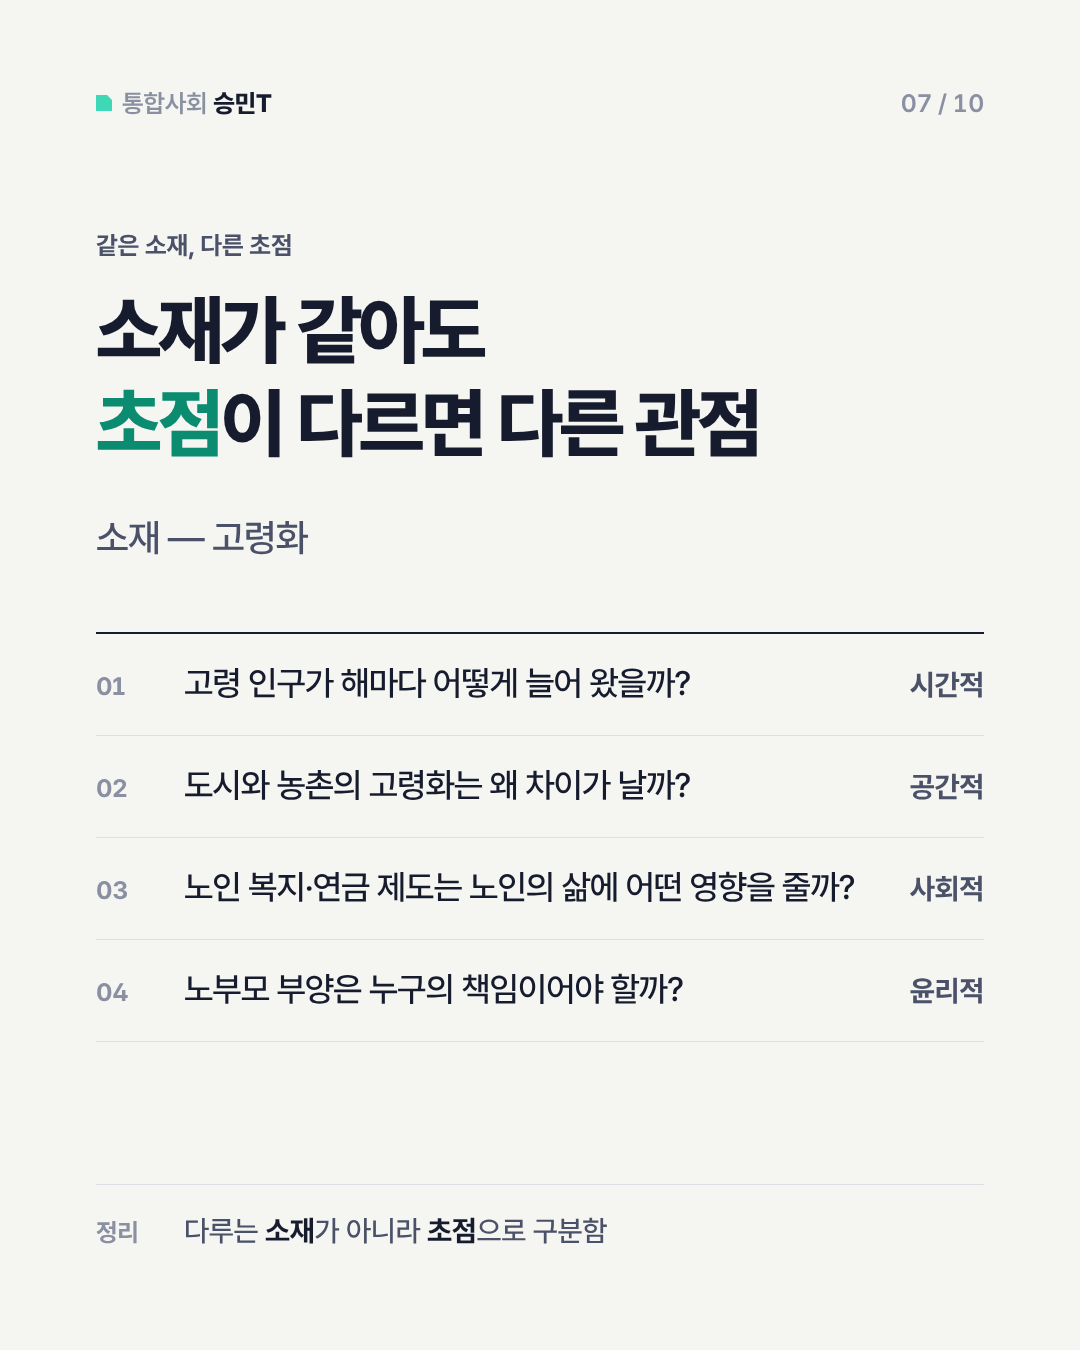 통합사회 승민T
07 / 10
같은 소재, 다른 초점
소재가 같아도
초점이 다르면 다른 관점
소재 — 고령화
01 고령 인구가 해마다 어떻게 늘어 왔을까? 시간적
02 도시와 농촌의 고령화는 왜 차이가 날까? 공간적
03 노인 복지·연금 제도는 노인의 삶에 어떤 영향을 줄까? 사회적
04 노부모 부양은 누구의 책임이어야 할까? 윤리적
정리 다루는 소재가 아니라 초점으로 구분함